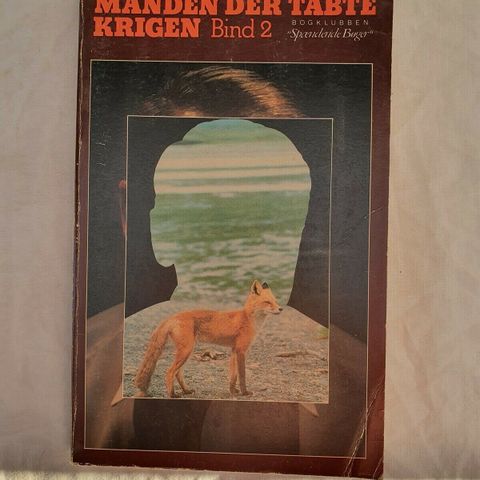 MANDEN DER TABTE
KRIGEN Bind 2
BOGKLUBBEN
"Spændende Bøger"